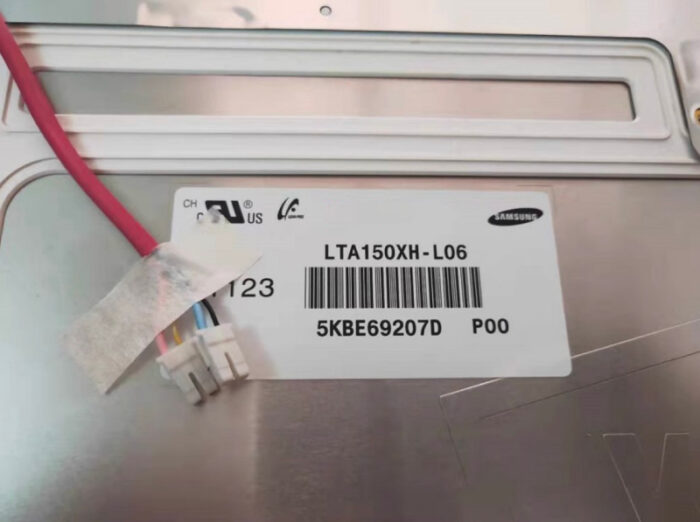 CH
US
SAMSUNG
LTA150XH-L06
123
5KBE69207D P00